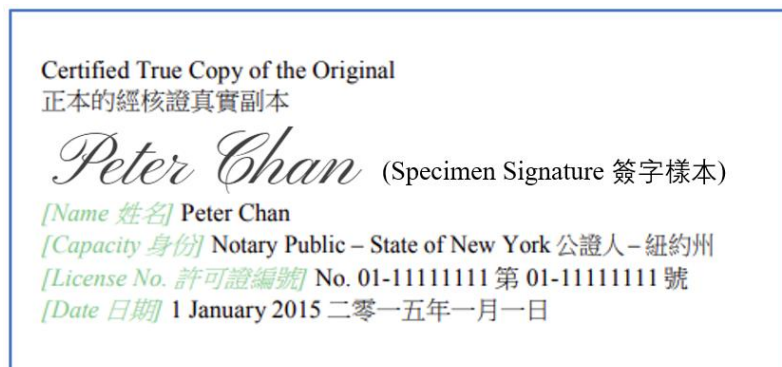 Certified True Copy of the Original
正本的經核證真實副本
Peter Chan (Specimen Signature 簽字樣本)
[Name 姓名] Peter Chan
[Capacity 身份] Notary Public – State of New York 公證人 – 紐約州
[License No. 許可證編號] No. 01-11111111 第 01-11111111 號
[Date 日期] 1 January 2015 二零一五年一月一日